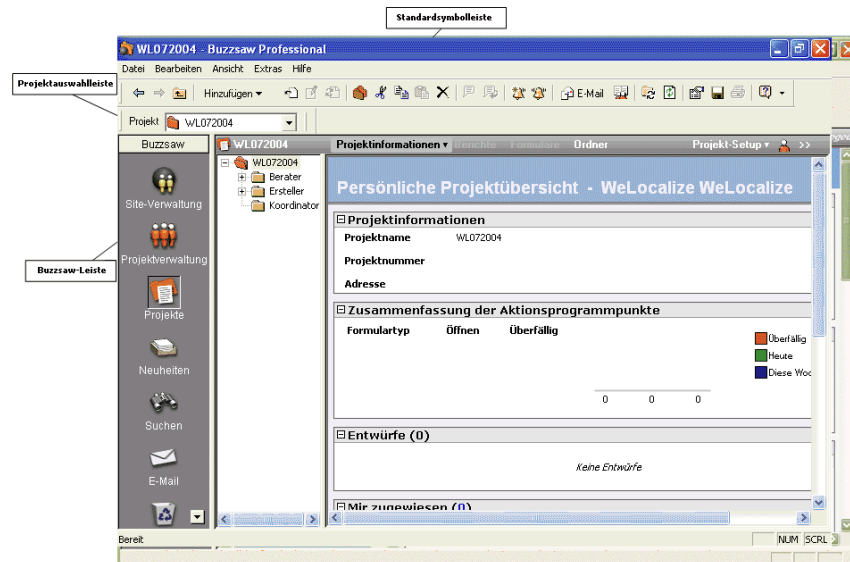 Standardsymbolleiste
WL072004 - Buzzsaw Professional
Datei Bearbeiten Ansicht Extras Hilfe
Projektauswahlleiste
Hinzufügen E-Mail
Projekt WL072004
Buzzsaw
WL072004 Projektinformationen Berichte Formulare Ordner Projekt-Setup >>
WL072004
Berater
Ersteller
Koordinator
Site-Verwaltung
Projektverwaltung
Buzzsaw-Leiste
Projekte
Neuheiten
Suchen
E-Mail
Persönliche Projektübersicht - WeLocalize WeLocalize
Projektinformationen
Projektname WL072004
Projektnummer
Adresse
Zusammenfassung der Aktionsprogrammpunkte
Formulartyp Öffnen Überfällig
Überfällig
Heute
Diese Woc
0 0 0
Entwürfe (0)
Keine Entwürfe
Mir zugewiesen (0)
Bereit NUM SCRL